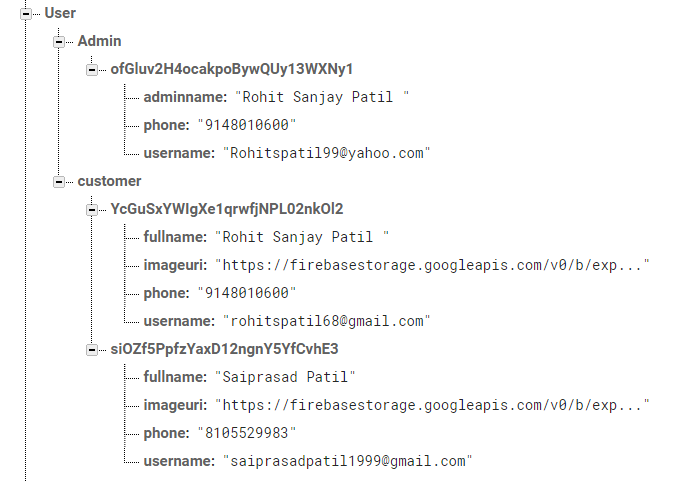 User
Admin
ofGluv2H4ocakpoBywQUy13WXNy1
adminname: "Rohit Sanjay Patil "
phone: "9148010600"
username: "Rohitspatil99@yahoo.com"
customer
YcGuSxYWIgXe1qrwfjNPL02nkOl2
fullname: "Rohit Sanjay Patil "
imageuri: "https://firebasestorage.googleapis.com/v0/b/exp..."
phone: "9148010600"
username: "rohitspatil68@gmail.com"
siOZf5PpfzYaxD12ngnY5YfCvhE3
fullname: "Saiprasad Patil"
imageuri: "https://firebasestorage.googleapis.com/v0/b/exp..."
phone: "8105529983"
username: "saiprasadpatil1999@gmail.com"